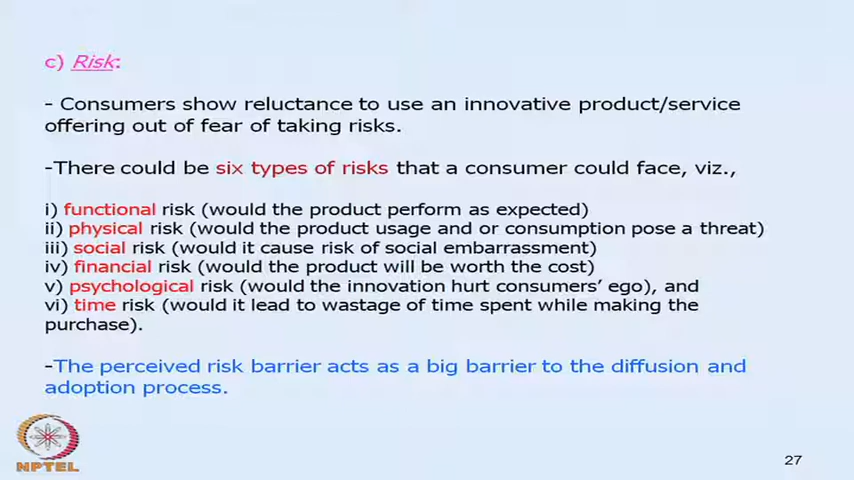 c) Risk:
- Consumers show reluctance to use an innovative product/service
offering out of fear of taking risks.
-There could be six types of risks that a consumer could face, viz.,
i) functional risk (would the product perform as expected)
ii) physical risk (would the product usage and or consumption pose a threat)
iii) social risk (would it cause risk of social embarrassment)
iv) financial risk (would the product will be worth the cost)
v) psychological risk (would the innovation hurt consumers’ ego), and
vi) time risk (would it lead to wastage of time spent while making the
purchase).
-The perceived risk barrier acts as a big barrier to the diffusion and
adoption process.
NPTEL
27